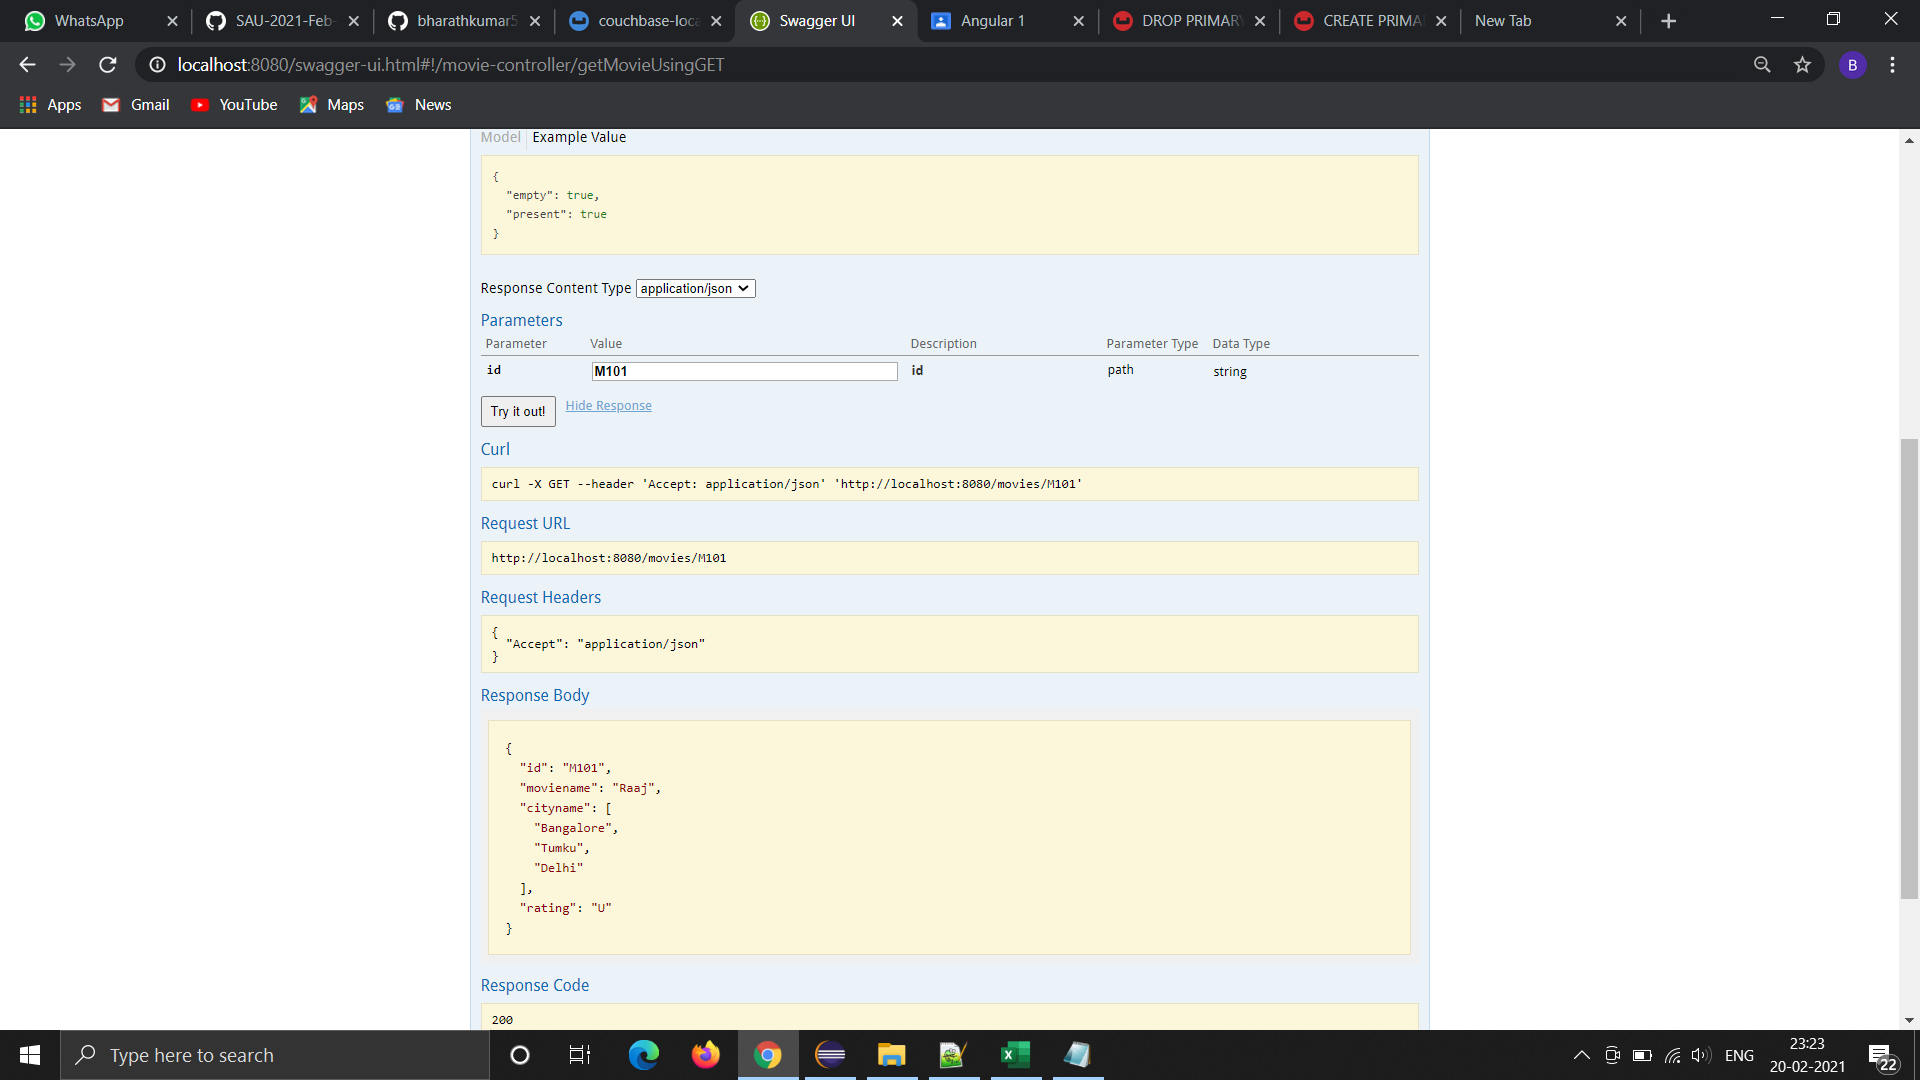 WhatsApp
SAU-2021-Feb-
bharathkumar5
couchbase-loca
Swagger UI
Angular 1
DROP PRIMARY
CREATE PRIMA
New Tab
localhost:8080/swagger-ui.html#!/movie-controller/getMovieUsingGET
B
Apps
Gmail
YouTube
Maps
News
Model Example Value
{
"empty": true,
"present": true
}
Response Content Type application/json
Parameters
Parameter Value Description Parameter Type Data Type
id M101 id path string
Try it out! Hide Response
Curl
curl -X GET --header 'Accept: application/json' 'http://localhost:8080/movies/M101'
Request URL
http://localhost:8080/movies/M101
Request Headers
{
"Accept": "application/json"
}
Response Body
{
"id": "M101",
"moviename": "Raaj",
"cityname": [
"Bangalore",
"Tumku",
"Delhi"
],
"rating": "U"
}
Response Code
200
Type here to search
ENG
23:23
20-02-2021
22